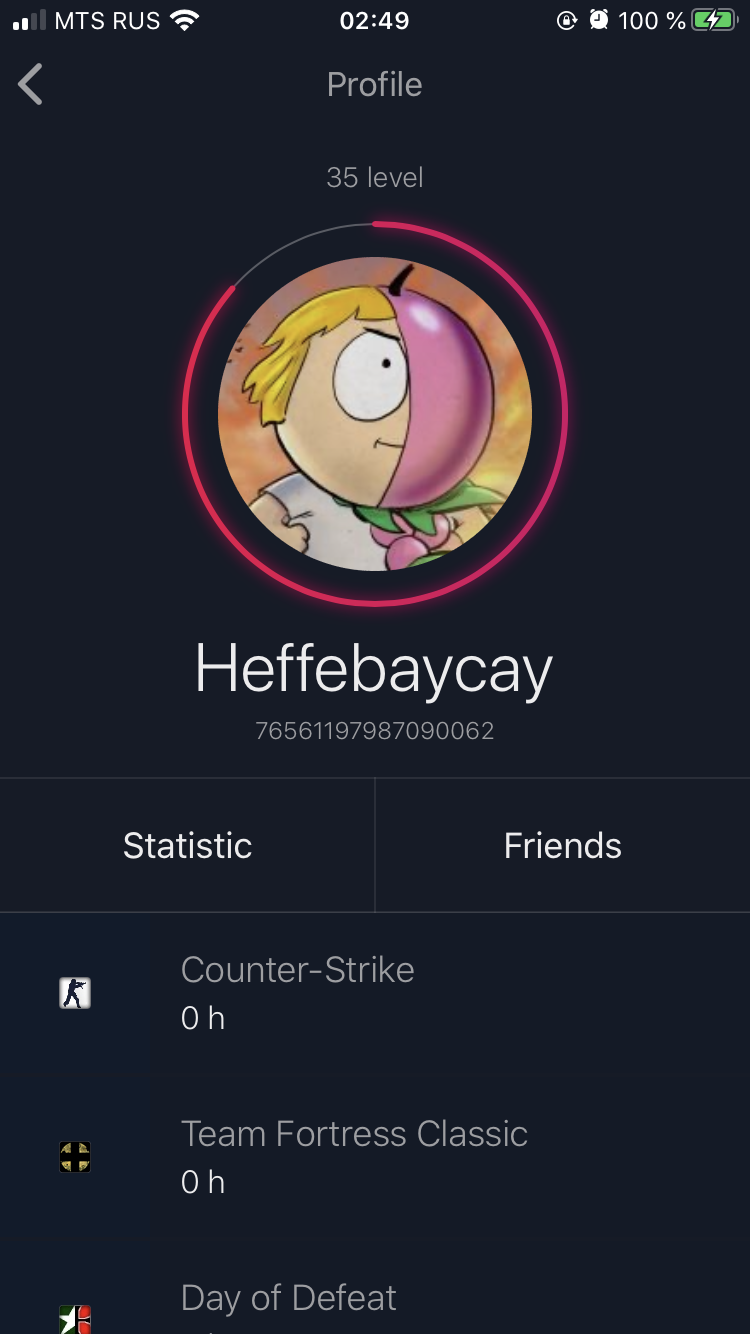 MTS RUS 02:49 100 %
Profile
35 level
Heffebaycay
76561197987090062
Statistic Friends
Counter-Strike
0 h
Team Fortress Classic
0 h
Day of Defeat